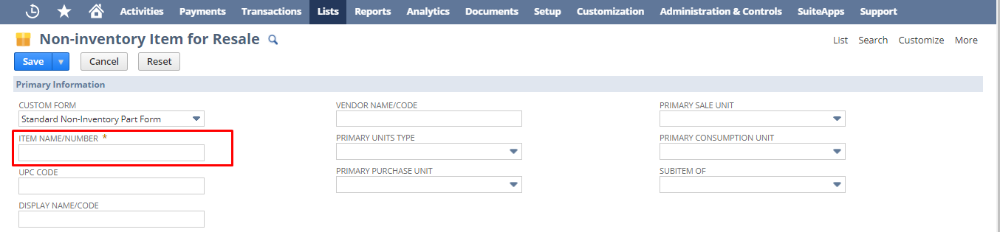 Activities Payments Transactions Lists Reports Analytics Documents Setup Customization Administration & Controls SuiteApps Support
Non-inventory Item for Resale
List Search Customize More
Save Cancel Reset
Primary Information
CUSTOM FORM
Standard Non-Inventory Part Form
ITEM NAME/NUMBER *
UPC CODE
DISPLAY NAME/CODE
VENDOR NAME/CODE
PRIMARY UNITS TYPE
PRIMARY PURCHASE UNIT
PRIMARY SALE UNIT
PRIMARY CONSUMPTION UNIT
SUBITEM OF